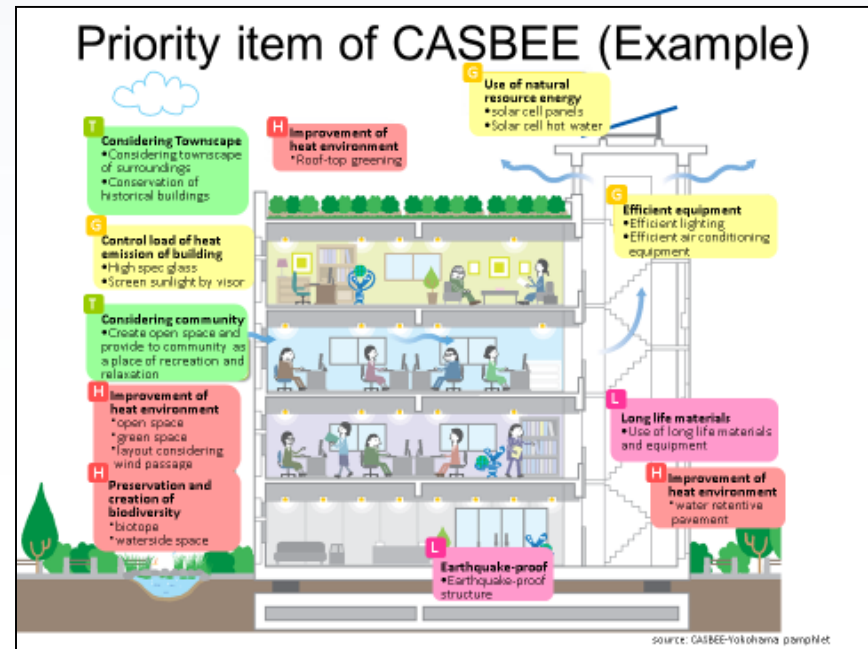 Priority item of CASBEE (Example)
G
Use of natural
resource energy
•solar cell panels
•Solar cell hot water
T
Considering Townscape
•Considering townscape
of surroundings
•Conservation of
historical buildings
H
Improvement of
heat environment
•Roof-top greening
G
Control load of heat
emission of building
•High spec glass
•Screen sunlight by visor
G
Efficient equipment
•Efficient lighting
•Efficient air conditioning
equipment
T
Considering community
•Create open space and
provide to community as
a place of recreation and
relaxation
H
Improvement of
heat environment
•open space
•green space
•layout considering
wind passage
L
Long life materials
•Use of long life materials
and equipment
H
Preservation and
creation of
biodiversity
•biotope
•waterside space
H
Improvement of
heat environment
•water retentive
pavement
L
Earthquake-proof
•Earthquake-proof
structure
source: CASBEE-Yokohama pamphlet